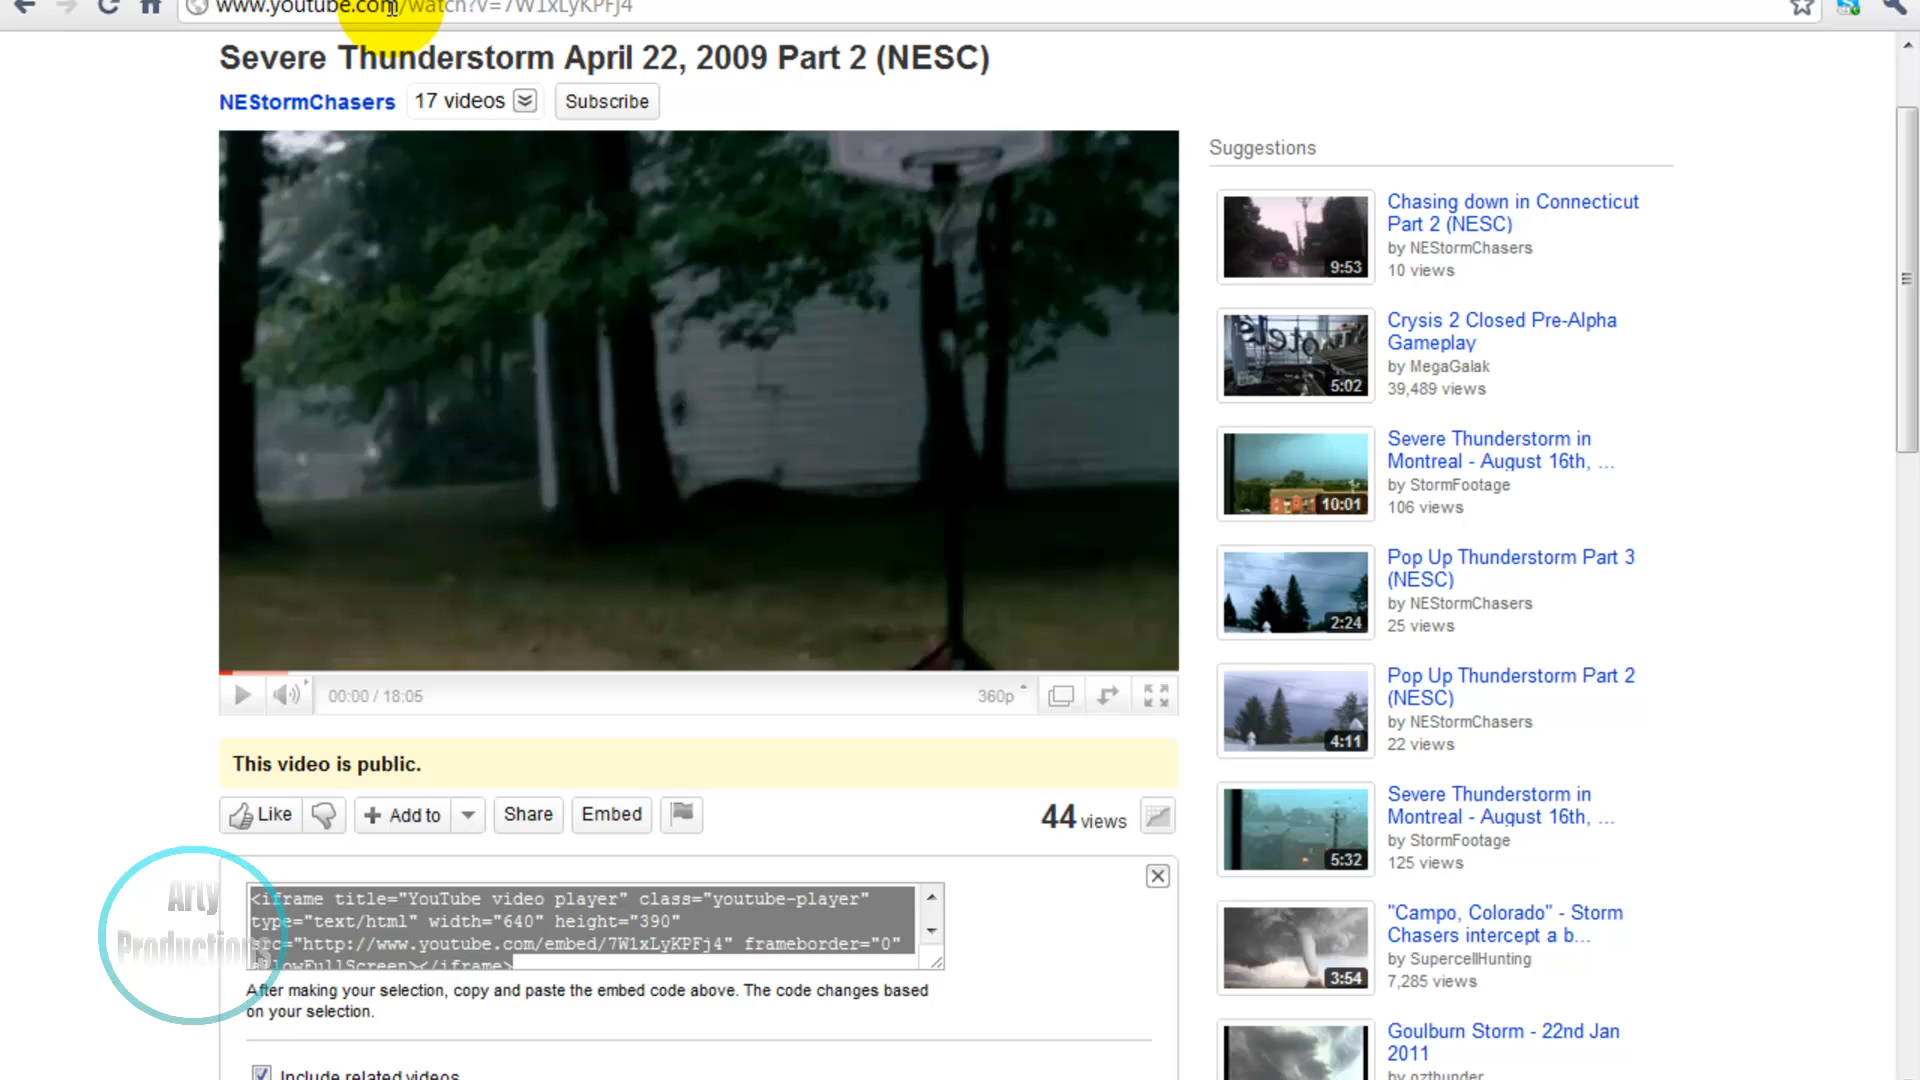 www.youtube.com/watch?v=7W1xLyKPFj4
Severe Thunderstorm April 22, 2009 Part 2 (NESC)
NEStormChasers 17 videos Subscribe
Suggestions
Chasing down in Connecticut
Part 2 (NESC)
by NEStormChasers
10 views
9:53
Crysis 2 Closed Pre-Alpha
Gameplay
by MegaGalak
39,489 views
5:02
Severe Thunderstorm in
Montreal - August 16th, ...
by StormFootage
106 views
10:01
Pop Up Thunderstorm Part 3
(NESC)
by NEStormChasers
25 views
2:24
Pop Up Thunderstorm Part 2
(NESC)
by NEStormChasers
22 views
4:11
Severe Thunderstorm in
Montreal - August 16th, ...
by StormFootage
125 views
5:32
"Campo, Colorado" - Storm
Chasers intercept a b...
by SupercellHunting
7,285 views
3:54
Goulburn Storm - 22nd Jan
2011
by ozthunder
00:00 / 18:05 360p
This video is public.
Like Add to Share Embed 44 views
<iframe title="YouTube video player" class="youtube-player"
type="text/html" width="640" height="390"
src="http://www.youtube.com/embed/7W1xLyKPFj4" frameborder="0"
allowFullScreen></iframe>
After making your selection, copy and paste the embed code above. The code changes based
on your selection.
Include related videos
Arty
Productions